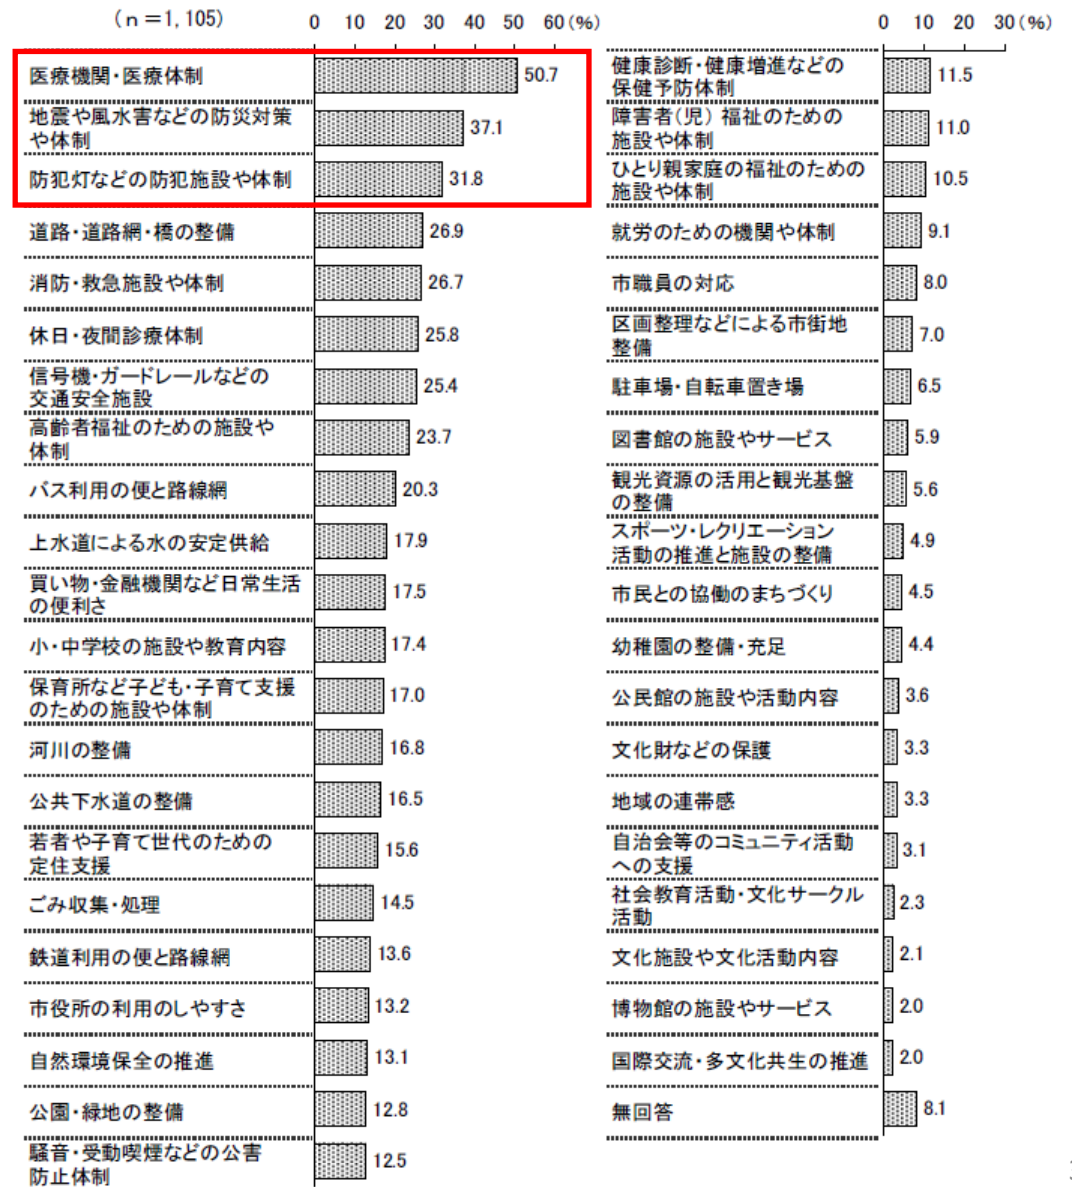 (n=1,105)
0 10 20 30 40 50 60(%)
医療機関・医療体制 50.7
地震や風水害などの防災対策
や体制 37.1
防犯灯などの防犯施設や体制 31.8
道路・道路網・橋の整備 26.9
消防・救急施設や体制 26.7
休日・夜間診療体制 25.8
信号機・ガードレールなどの
交通安全施設 25.4
高齢者福祉のための施設や
体制 23.7
バス利用の便と路線網 20.3
上水道による水の安定供給 17.9
買い物・金融機関など日常生活
の便利さ 17.5
小・中学校の施設や教育内容 17.4
保育所など子ども・子育て支援
のための施設や体制 17.0
河川の整備 16.8
公共下水道の整備 16.5
若者や子育て世代のための
定住支援 15.6
ごみ収集・処理 14.5
鉄道利用の便と路線網 13.6
市役所の利用のしやすさ 13.2
自然環境保全の推進 13.1
公園・緑地の整備 12.8
騒音・受動喫煙などの公害
防止体制 12.5
0 10 20 30(%)
健康診断・健康増進などの
保健予防体制 11.5
障害者(児) 福祉のための
施設や体制 11.0
ひとり親家庭の福祉のための
施設や体制 10.5
就労のための機関や体制 9.1
市職員の対応 8.0
区画整理などによる市街地
整備 7.0
駐車場・自転車置き場 6.5
図書館の施設やサービス 5.9
観光資源の活用と観光基盤
の整備 5.6
スポーツ・レクリエーション
活動の推進と施設の整備 4.9
市民との協働のまちづくり 4.5
幼稚園の整備・充足 4.4
公民館の施設や活動内容 3.6
文化財などの保護 3.3
地域の連帯感 3.3
自治会等のコミュニティ活動
への支援 3.1
社会教育活動・文化サークル
活動 2.3
文化施設や文化活動内容 2.1
博物館の施設やサービス 2.0
国際交流・多文化共生の推進 2.0
無回答 8.1